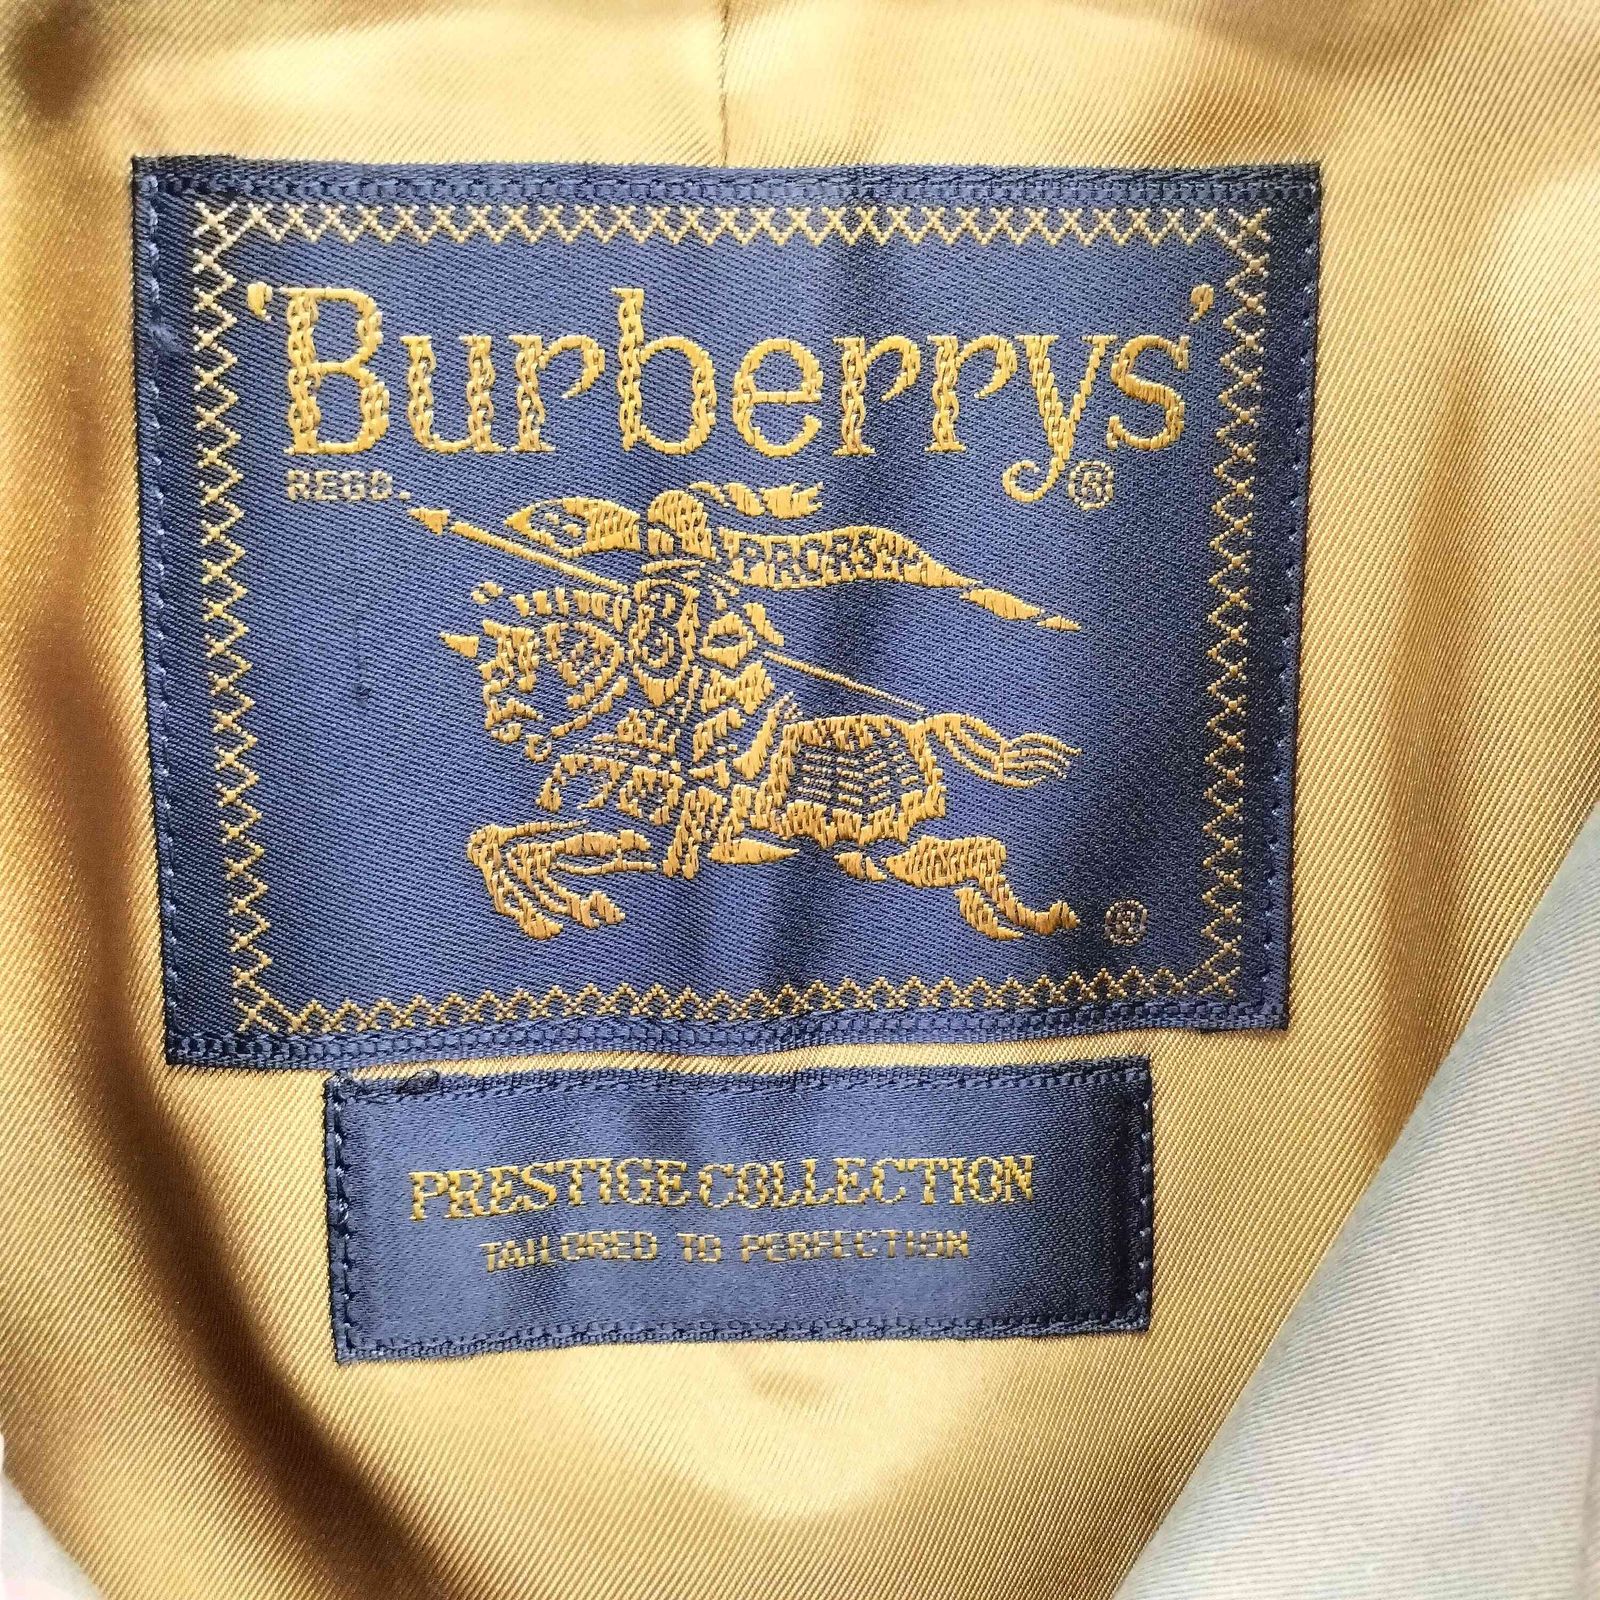 'Burberrys'
REGD. ®
PRORSUM
®
PRESTIGE COLLECTION
TAILORED TO PERFECTION